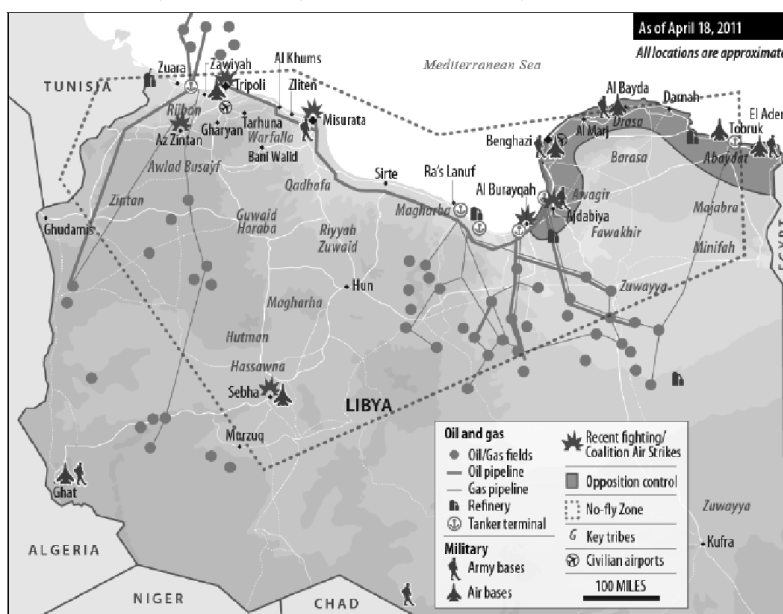 As of April 18, 2011
All locations are approximate
Mediterranean Sea
TUNISIA
Zuara
Zawiyah
Al Khums
Tripoli
Zliten
Misurata
Az Zintan
Gharyan
Tarhuna
Warfalla
Bani Walid
Awlad Busayf
Zintan
Qadhafa
Sirte
Ra's Lanuf
Al Burayqah
Magharba
Benghazi
Al Bayda
Darnah
Drasa
Al Marj
Tobruk
El Adem
Barasa
Abaydat
Awagir
Ajdabiya
Fawakhir
Majabra
Minifah
Ghudamis
Guwaid
Haraba
Riyyah
Zuwaid
Zuwayya
Hun
Magharha
Hutman
Hassawna
Sebha
LIBYA
Murzuq
Ghat
ALGERIA
NIGER
CHAD
Zuwayya
Kufra
Oil and gas
Oil/Gas fields
Oil pipeline
Gas pipeline
Refinery
Tanker terminal
Military
Army bases
Air bases
Recent fighting/
Coalition Air Strikes
Opposition control
No-fly Zone
G Key tribes
Civilian airports
100 MILES